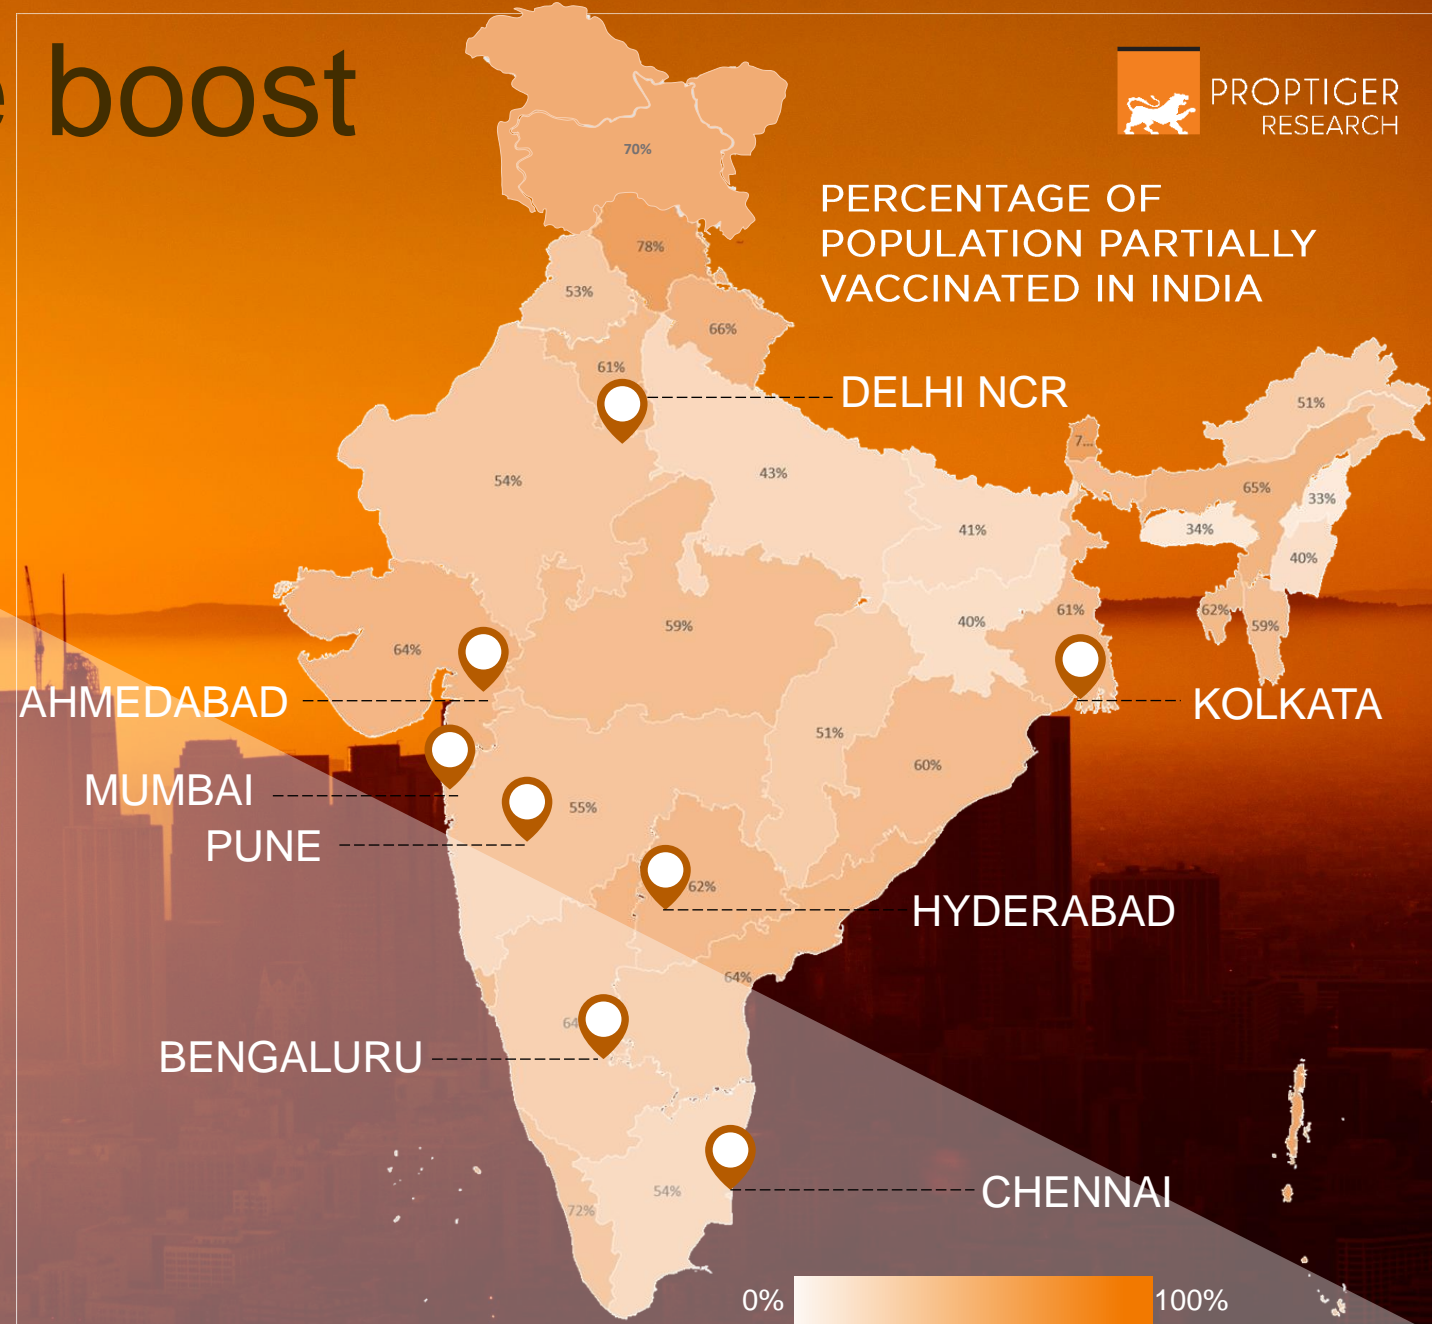 e boost
PROPTIGER
RESEARCH
PERCENTAGE OF
POPULATION PARTIALLY
VACCINATED IN INDIA
70%
78%
53%
66%
61%
DELHI NCR
51%
7...
54%
43%
65%
33%
41%
34%
40%
61%
62%
59%
40%
59%
64%
AHMEDABAD
KOLKATA
51%
60%
MUMBAI
55%
PUNE
62%
HYDERABAD
64%
64
BENGALURU
54%
CHENNAI
72%
0%
100%